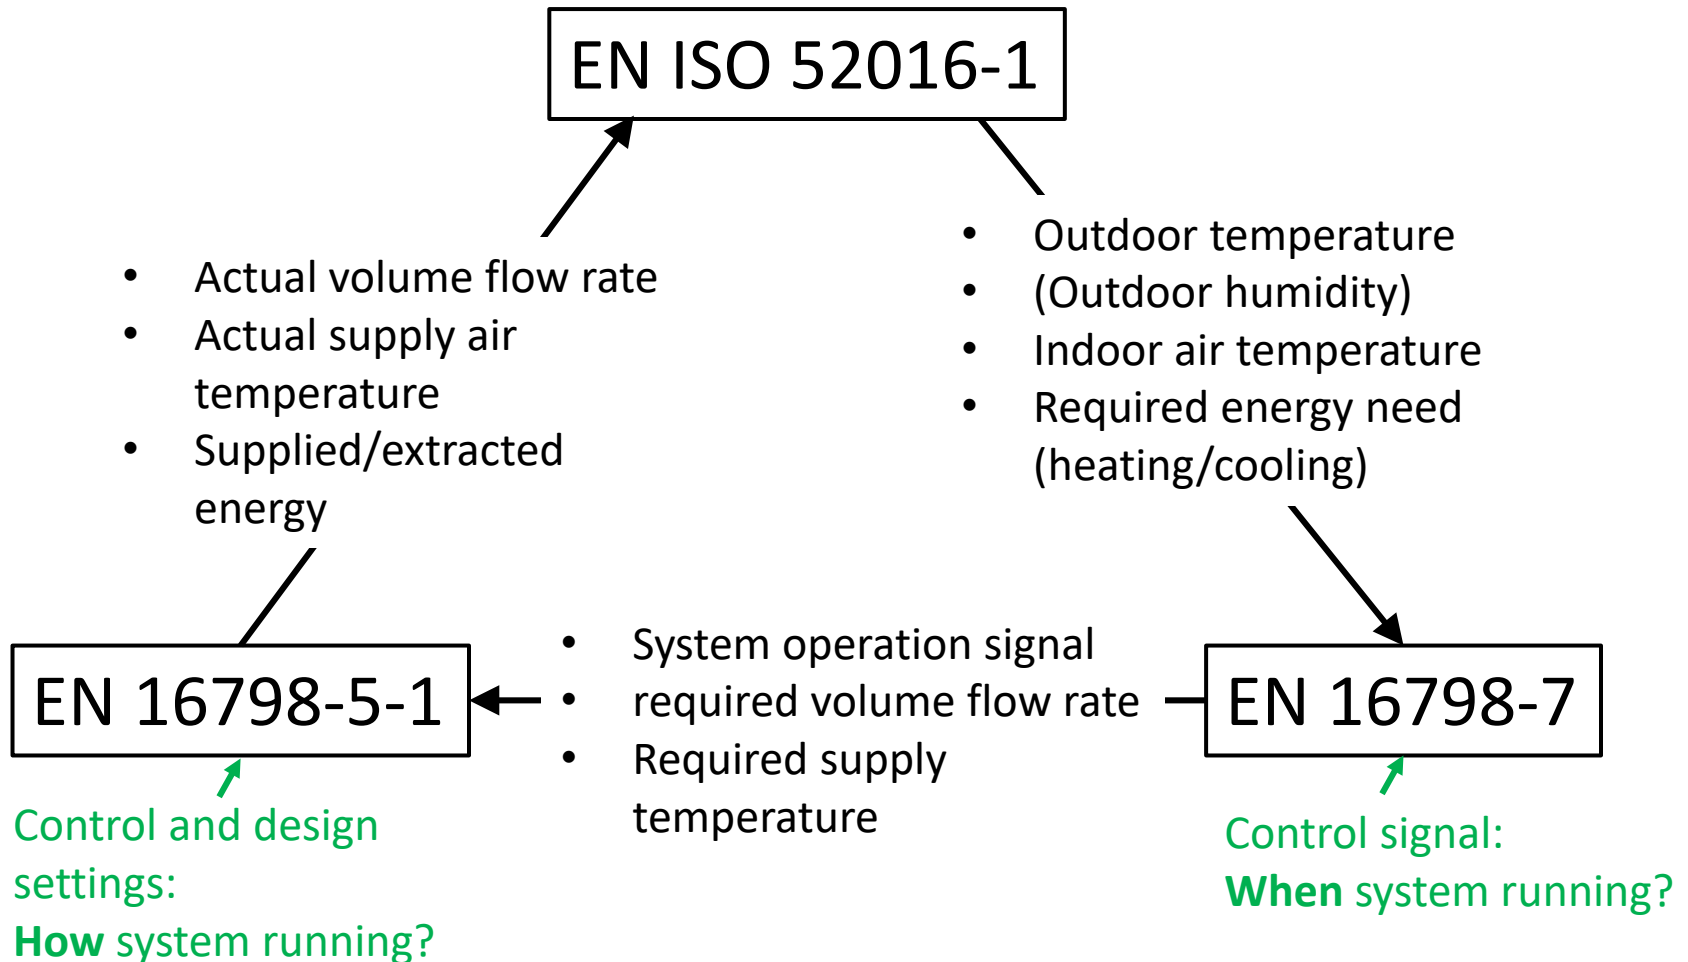 EN ISO 52016-1
• Actual volume flow rate
• Actual supply air
temperature
• Supplied/extracted
energy
• Outdoor temperature
• (Outdoor humidity)
• Indoor air temperature
• Required energy need
(heating/cooling)
EN 16798-5-1
• System operation signal
• required volume flow rate
• Required supply
temperature
EN 16798-7
Control and design
settings:
How system running?
Control signal:
When system running?